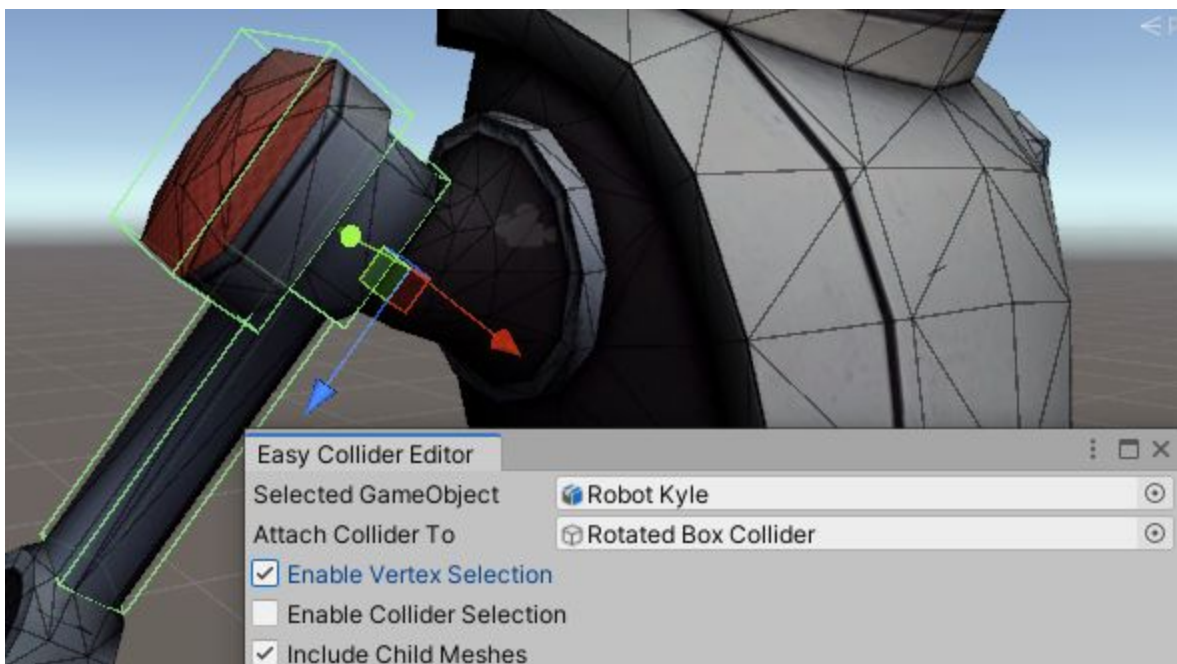 Easy Collider Editor
Selected GameObject Robot Kyle
Attach Collider To Rotated Box Collider
Enable Vertex Selection
Enable Collider Selection
Include Child Meshes